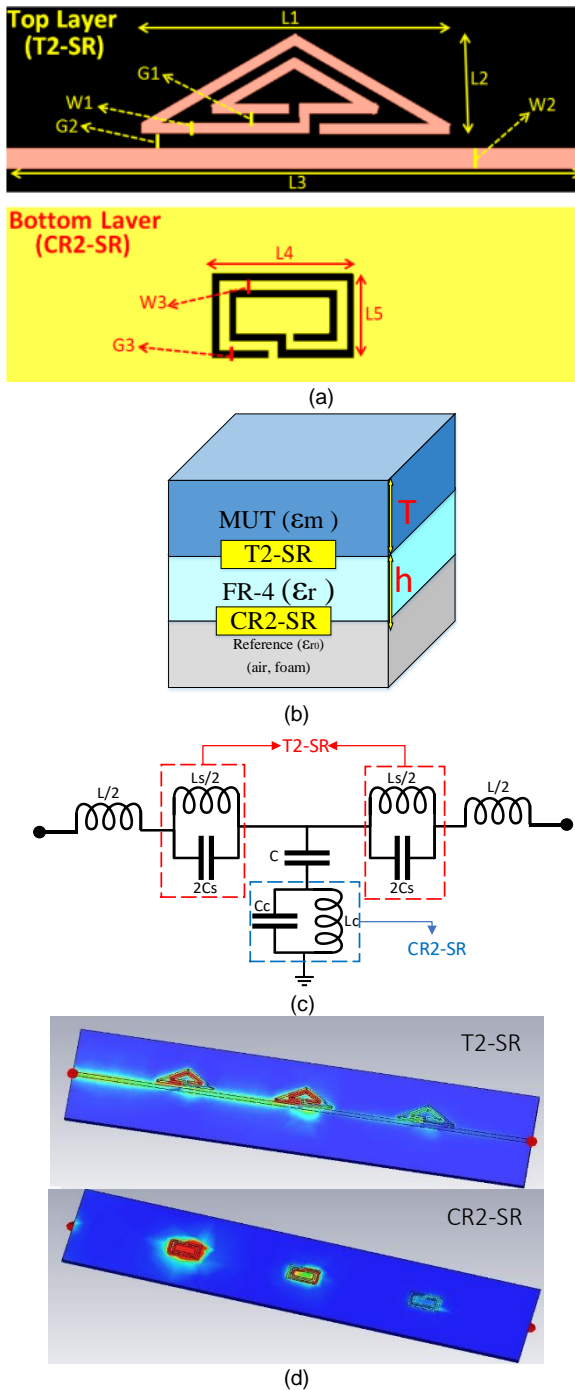 Top Layer
(T2-SR)
L1
G1
L2
W1
W2
G2
L3
Bottom Laver
(CR2-SR)
L4
W3
L5
G3
(a)
MUT (εm )
T
T2-SR
h
FR-4 (εr )
CR2-SR
Reference (εr0)
(air, foam)
(b)
T2-SR
Ls/2
Ls/2
L/2
L/2
2Cs
C
2Cs
Cc
Lc
CR2-SR
(c)
T2-SR
CR2-SR
(d)